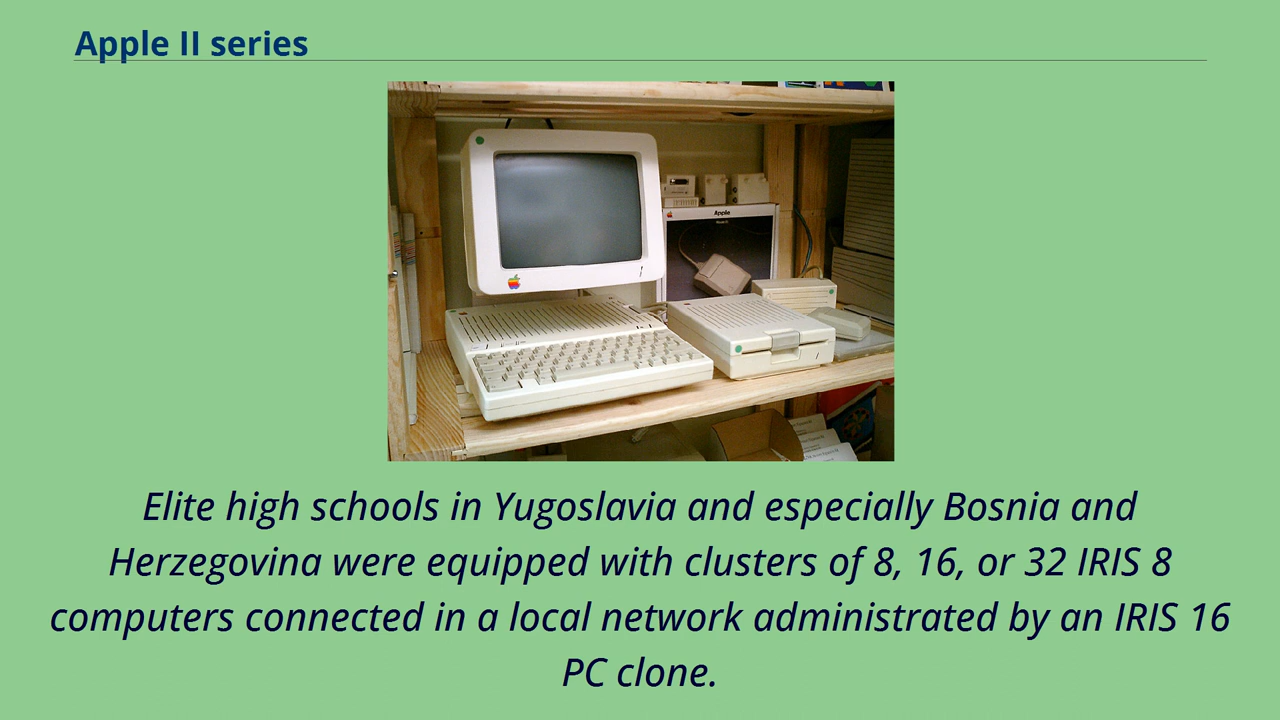 Apple II series
Apple
Elite high schools in Yugoslavia and especially Bosnia and
Herzegovina were equipped with clusters of 8, 16, or 32 IRIS 8
computers connected in a local network administrated by an IRIS 16
PC clone.